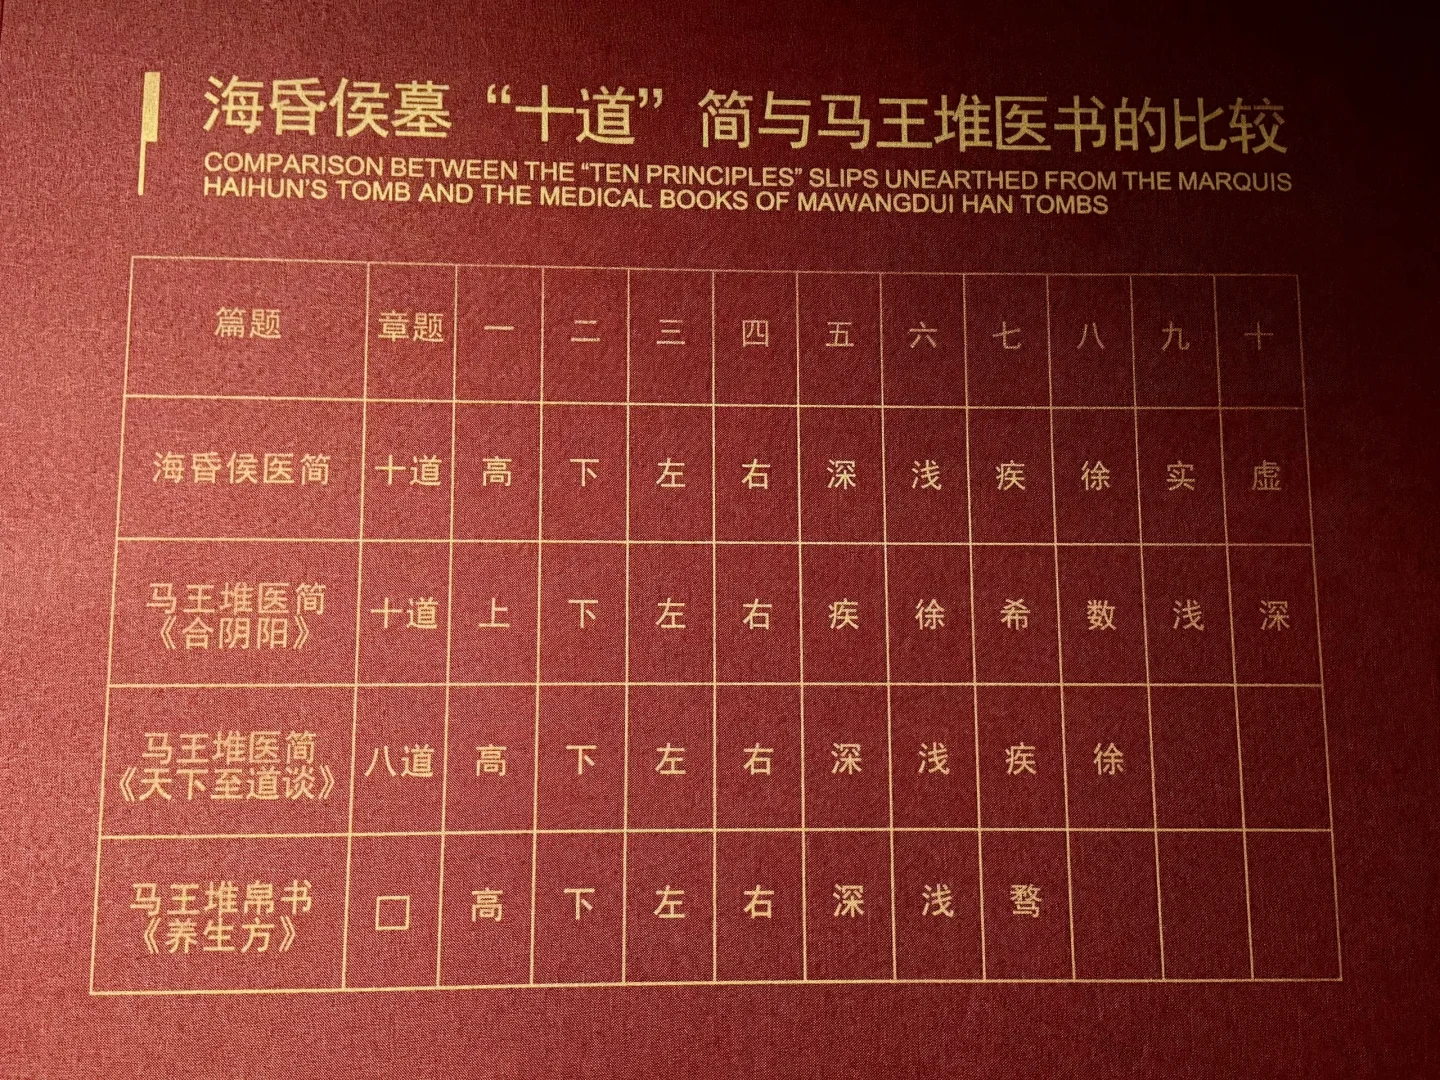 海昏侯墓“十道”简与马王堆医书的比较
COMPARISON BETWEEN THE “TEN PRINCIPLES” SLIPS UNEARTHED FROM THE MARQUIS
HAIHUN’S TOMB AND THE MEDICAL BOOKS OF MAWANGDUI HAN TOMBS
篇题 章题 一 二 三 四 五 六 七 八 九 十
海昏侯医简 十道 高 下 左 右 深 浅 疾 徐 实 虚
马王堆医简
《合阴阳》 十道 上 下 左 右 疾 徐 希 数 浅 深
马王堆医简
《天下至道谈》 八道 高 下 左 右 深 浅 疾 徐
马王堆帛书
《养生方》 □ 高 下 左 右 深 浅 鹜